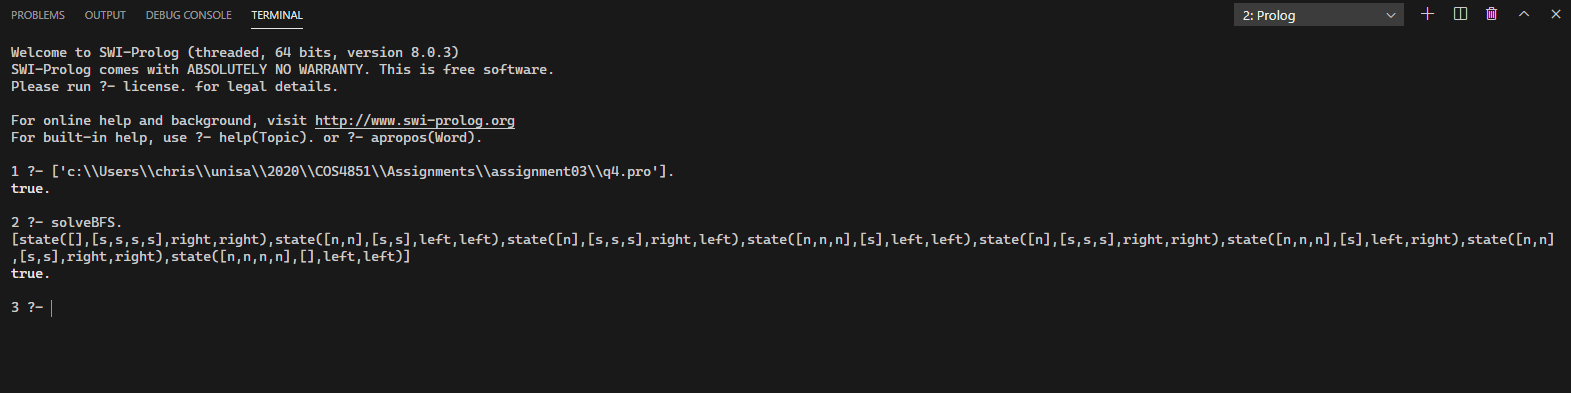 PROBLEMS OUTPUT DEBUG CONSOLE TERMINAL 2: Prolog
Welcome to SWI-Prolog (threaded, 64 bits, version 8.0.3)
SWI-Prolog comes with ABSOLUTELY NO WARRANTY. This is free software.
Please run ?- license. for legal details.
For online help and background, visit http://www.swi-prolog.org
For built-in help, use ?- help(Topic). or ?- apropos(Word).
1 ?- ['c:\\Users\\chris\\unisa\\2020\\COS4851\\Assignments\\assignment03\\q4.pro'].
true.
2 ?- solveBFS.
[state([],[s,s,s,s],right,right),state([n,n],[s,s],left,left),state([n],[s,s,s],right,left),state([n,n,n],[s],left,left),state([n],[s,s,s],right,right),state([n,n,n],[s],left,right),state([n,n]
,[s,s],right,right),state([n,n,n,n],[],left,left)]
true.
3 ?-